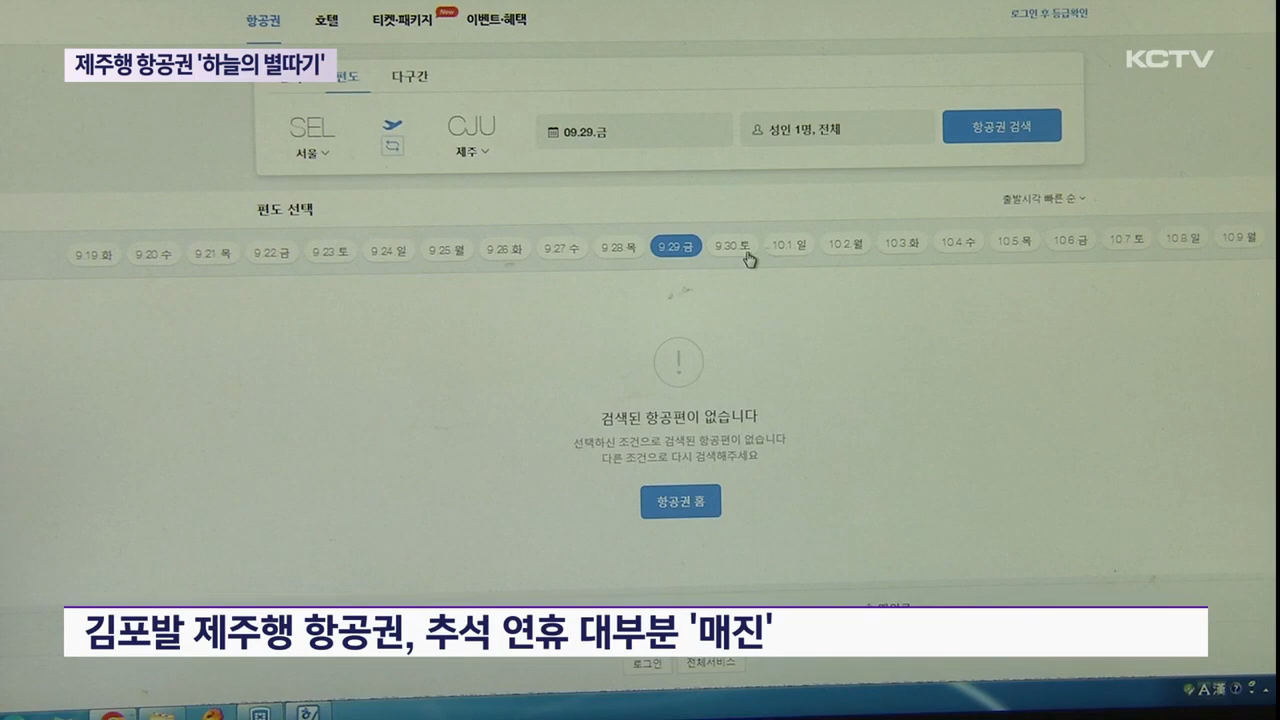 항공권 호텔 티켓·패키지 New 이벤트·혜택
로그인 후 등급확인
제주행 항공권 '하늘의 별따기'
KCTV
편도 다구간
SEL CJU
서울 제주
09.29.금
성인 1명, 전체
항공권 검색
편도 선택
출발시각 빠른 순
9.19 화 9.20 수 9.21 목 9.22 금 9.23 토 9.24 일 9.25 월 9.26 화 9.27 수 9.28 목 9.29 금 9.30 토 10.1 일 10.2 월 10.3 화 10.4 수 10.5 목 10.6 금 10.7 토 10.8 일 10.9 월
검색된 항공편이 없습니다
선택하신 조건으로 검색된 항공편이 없습니다
다른 조건으로 다시 검색해주세요
항공권 홈
김포발 제주행 항공권, 추석 연휴 대부분 '매진'
로그인 전체서비스
A 漢